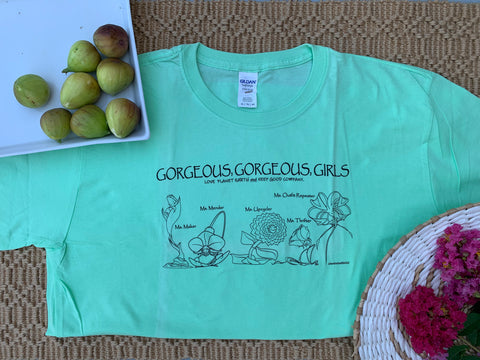 GILDAN
GORGEOUS, GORGEOUS, GIRLS
LOVE PLANET EARTH and KEEP GOOD COMPANY.
Ms. Outfit Repeater
Ms. Mender
Ms. Upcycler
Ms. Thrifter
Ms. Maker